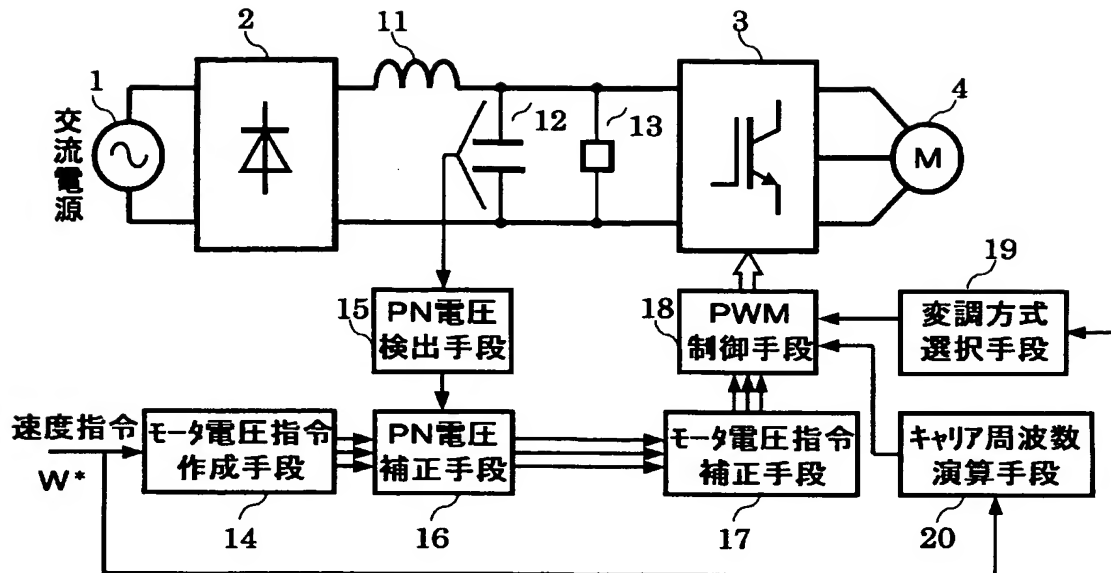 11
2
3
1
4
12
13
交流電源
M
19
15
PN電圧
検出手段
18
PWM
制御手段
変調方式
選択手段
速度指令
W*
モータ電圧指令
作成手段
PN電圧
補正手段
モータ電圧指令
補正手段
キャリア周波数
演算手段
14
16
17
20